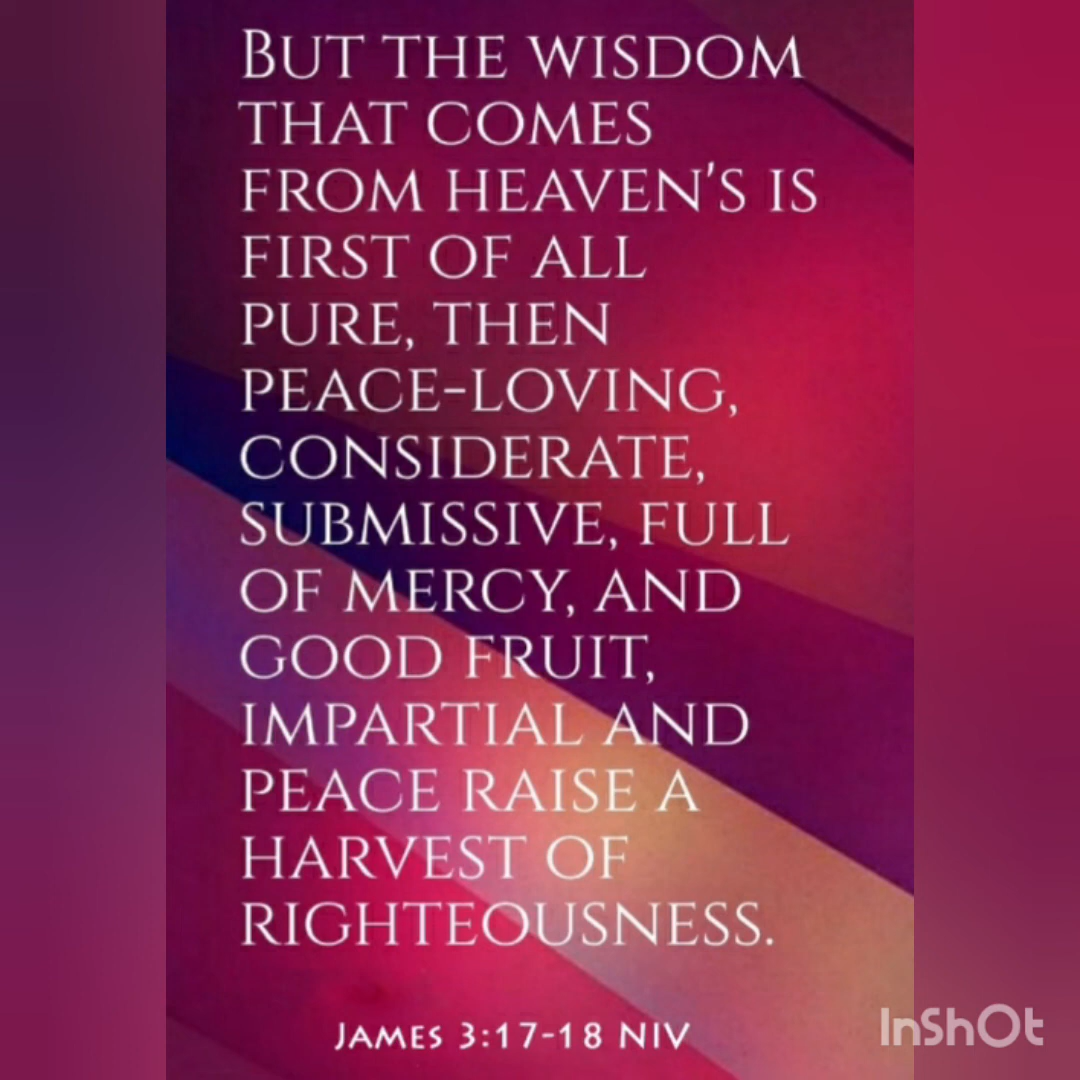 But the wisdom
that comes
from heaven's is
first of all
pure, then
peace-loving,
considerate,
submissive, full
of mercy, and
good fruit,
impartial and
peace raise a
harvest of
righteousness.
James 3:17-18 NIV
InShOt